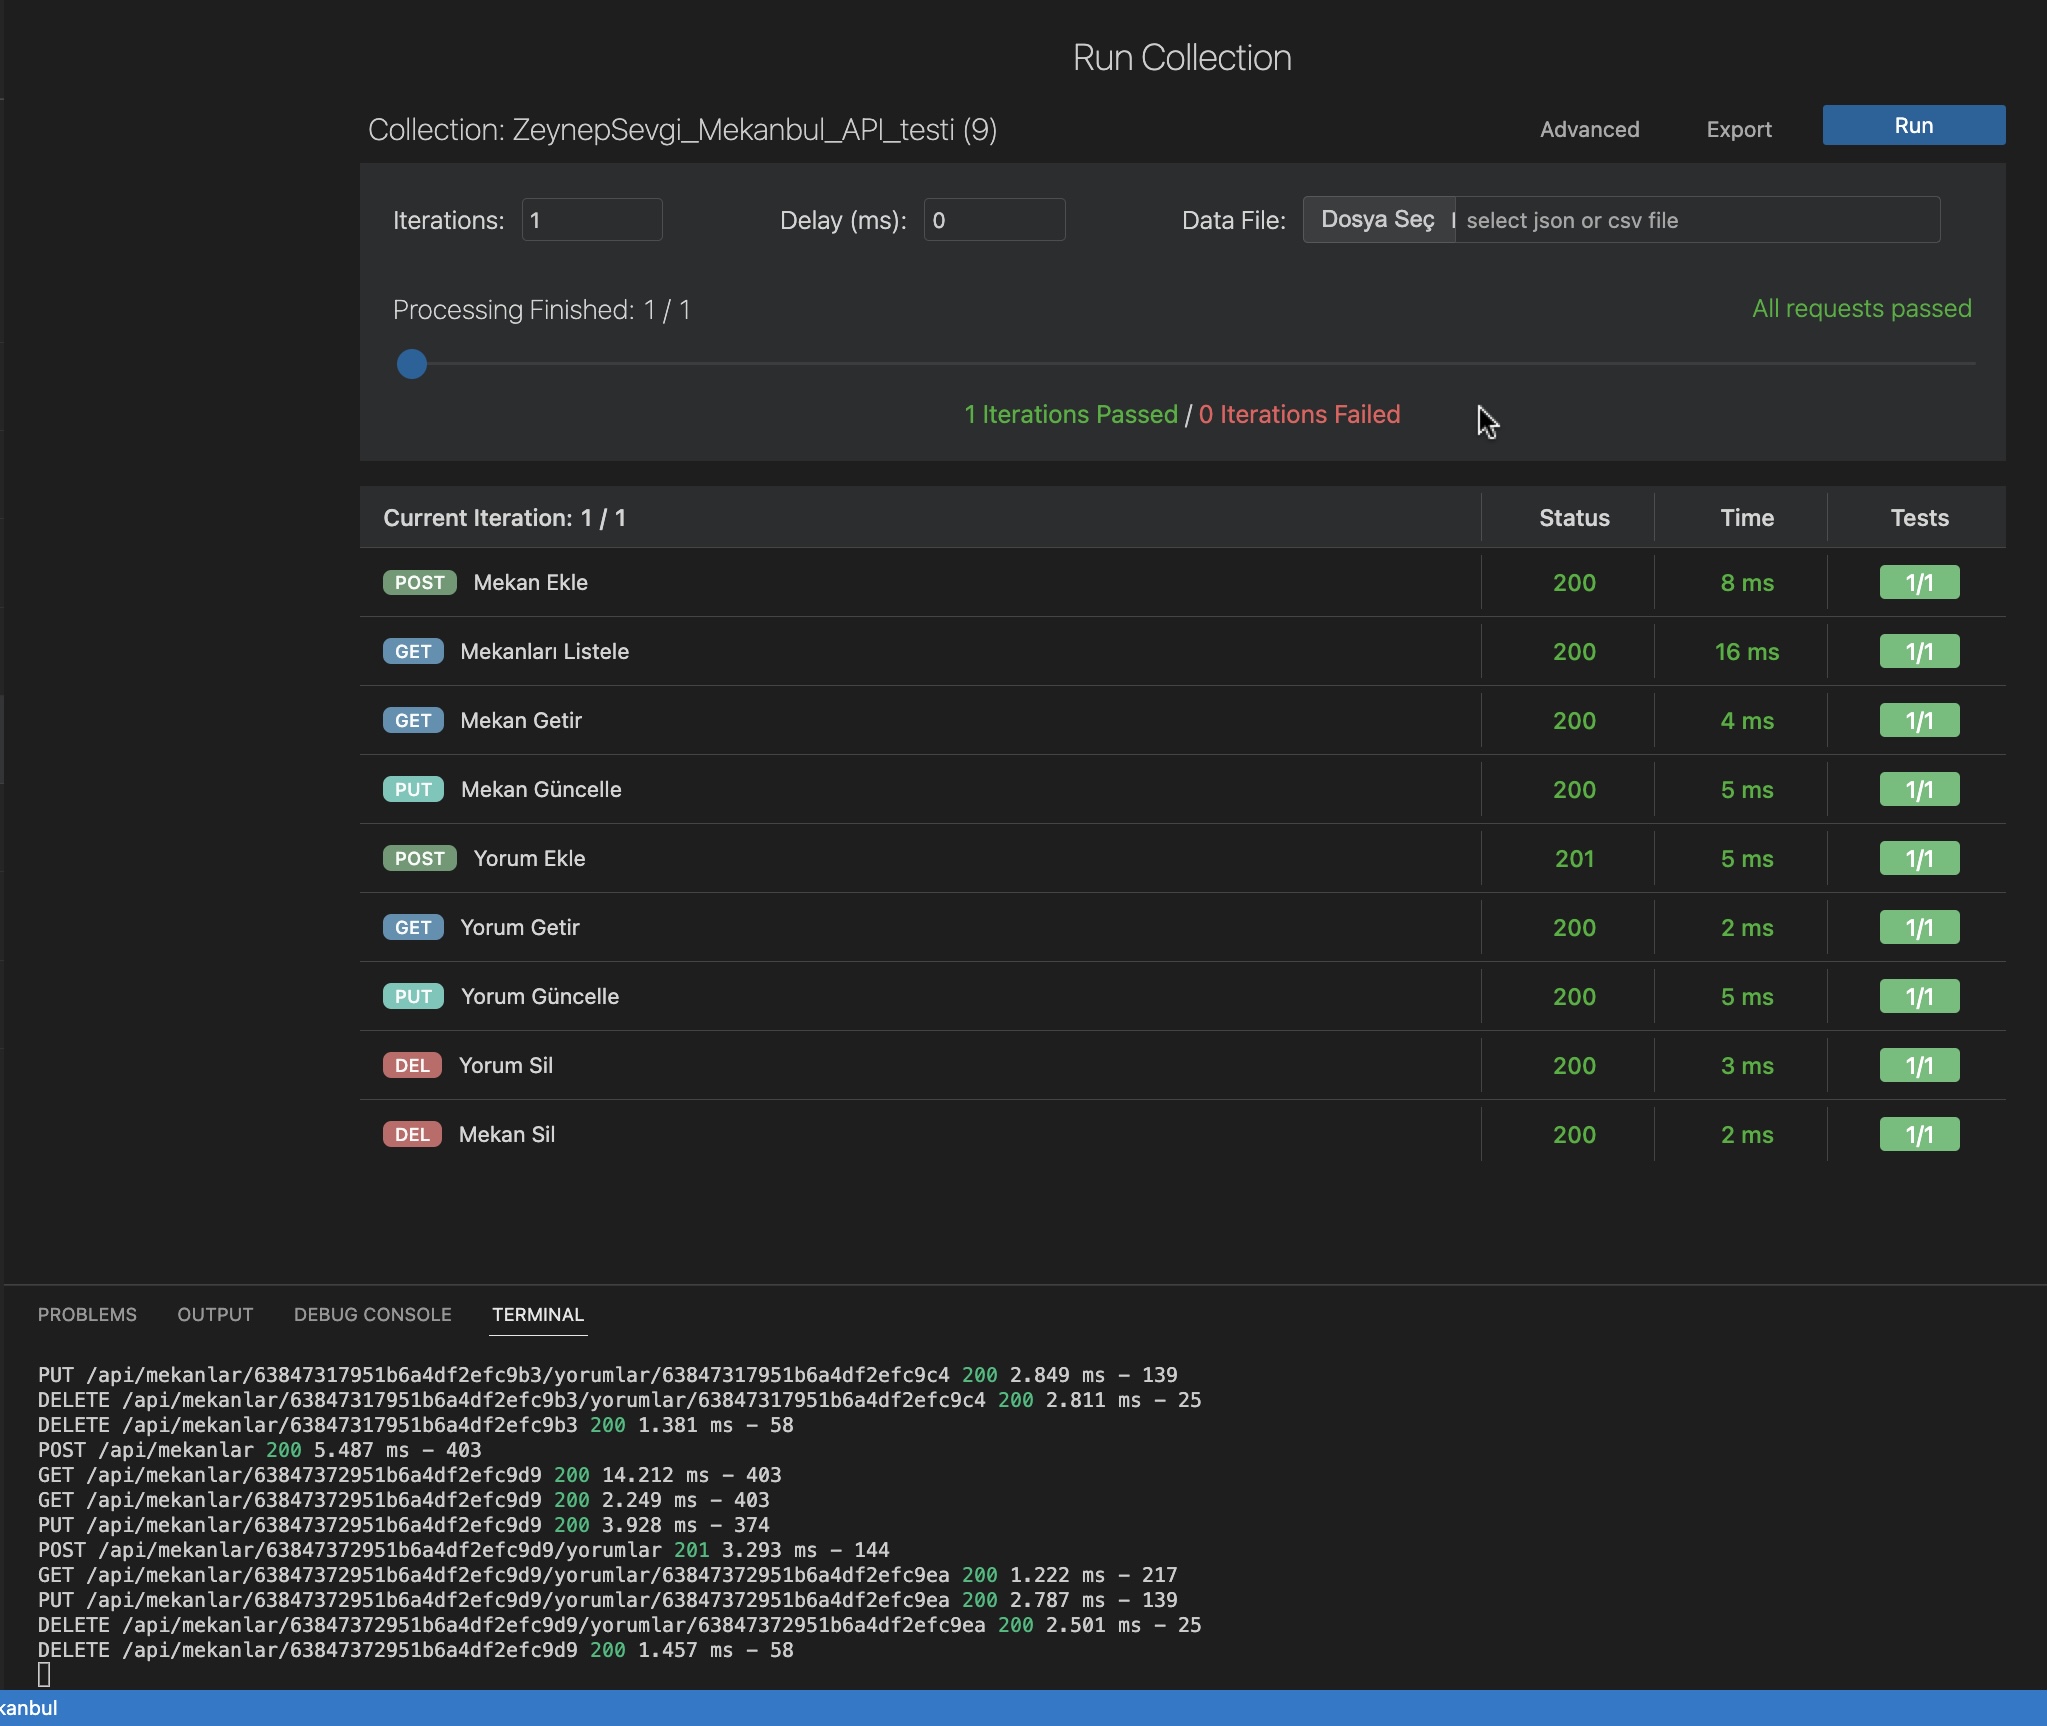 Run Collection
Collection: ZeynepSevgi_Mekanbul_API_testi (9) Advanced Export Run
Iterations: 1 Delay (ms): 0 Data File: Dosya Seç select json or csv file
Processing Finished: 1 / 1 All requests passed
1 Iterations Passed / 0 Iterations Failed
Current Iteration: 1 / 1 Status Time Tests
POST Mekan Ekle 200 8 ms 1/1
GET Mekanları Listele 200 16 ms 1/1
GET Mekan Getir 200 4 ms 1/1
PUT Mekan Güncelle 200 5 ms 1/1
POST Yorum Ekle 201 5 ms 1/1
GET Yorum Getir 200 2 ms 1/1
PUT Yorum Güncelle 200 5 ms 1/1
DEL Yorum Sil 200 3 ms 1/1
DEL Mekan Sil 200 2 ms 1/1
PROBLEMS OUTPUT DEBUG CONSOLE TERMINAL
PUT /api/mekanlar/63847317951b6a4df2efc9b3/yorumlar/63847317951b6a4df2efc9c4 200 2.849 ms – 139
DELETE /api/mekanlar/63847317951b6a4df2efc9b3/yorumlar/63847317951b6a4df2efc9c4 200 2.811 ms – 25
DELETE /api/mekanlar/63847317951b6a4df2efc9b3 200 1.381 ms – 58
POST /api/mekanlar 200 5.487 ms – 403
GET /api/mekanlar/63847372951b6a4df2efc9d9 200 14.212 ms – 403
GET /api/mekanlar/63847372951b6a4df2efc9d9 200 2.249 ms – 403
PUT /api/mekanlar/63847372951b6a4df2efc9d9 200 3.928 ms – 374
POST /api/mekanlar/63847372951b6a4df2efc9d9/yorumlar 201 3.293 ms – 144
GET /api/mekanlar/63847372951b6a4df2efc9d9/yorumlar/63847372951b6a4df2efc9ea 200 1.222 ms – 217
PUT /api/mekanlar/63847372951b6a4df2efc9d9/yorumlar/63847372951b6a4df2efc9ea 200 2.787 ms – 139
DELETE /api/mekanlar/63847372951b6a4df2efc9d9/yorumlar/63847372951b6a4df2efc9ea 200 2.501 ms – 25
DELETE /api/mekanlar/63847372951b6a4df2efc9d9 200 1.457 ms – 58
kanbul